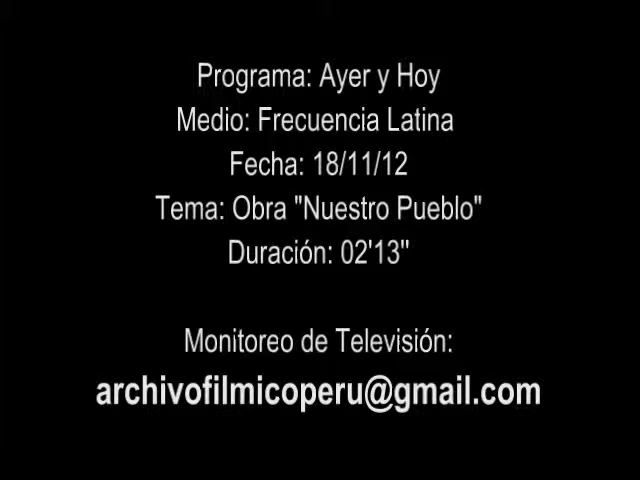 Programa: Ayer y Hoy
Medio: Frecuencia Latina
Fecha: 18/11/12
Tema: Obra "Nuestro Pueblo"
Duración: 02'13"
Monitoreo de Televisión:
archivofilmicoperu@gmail.com